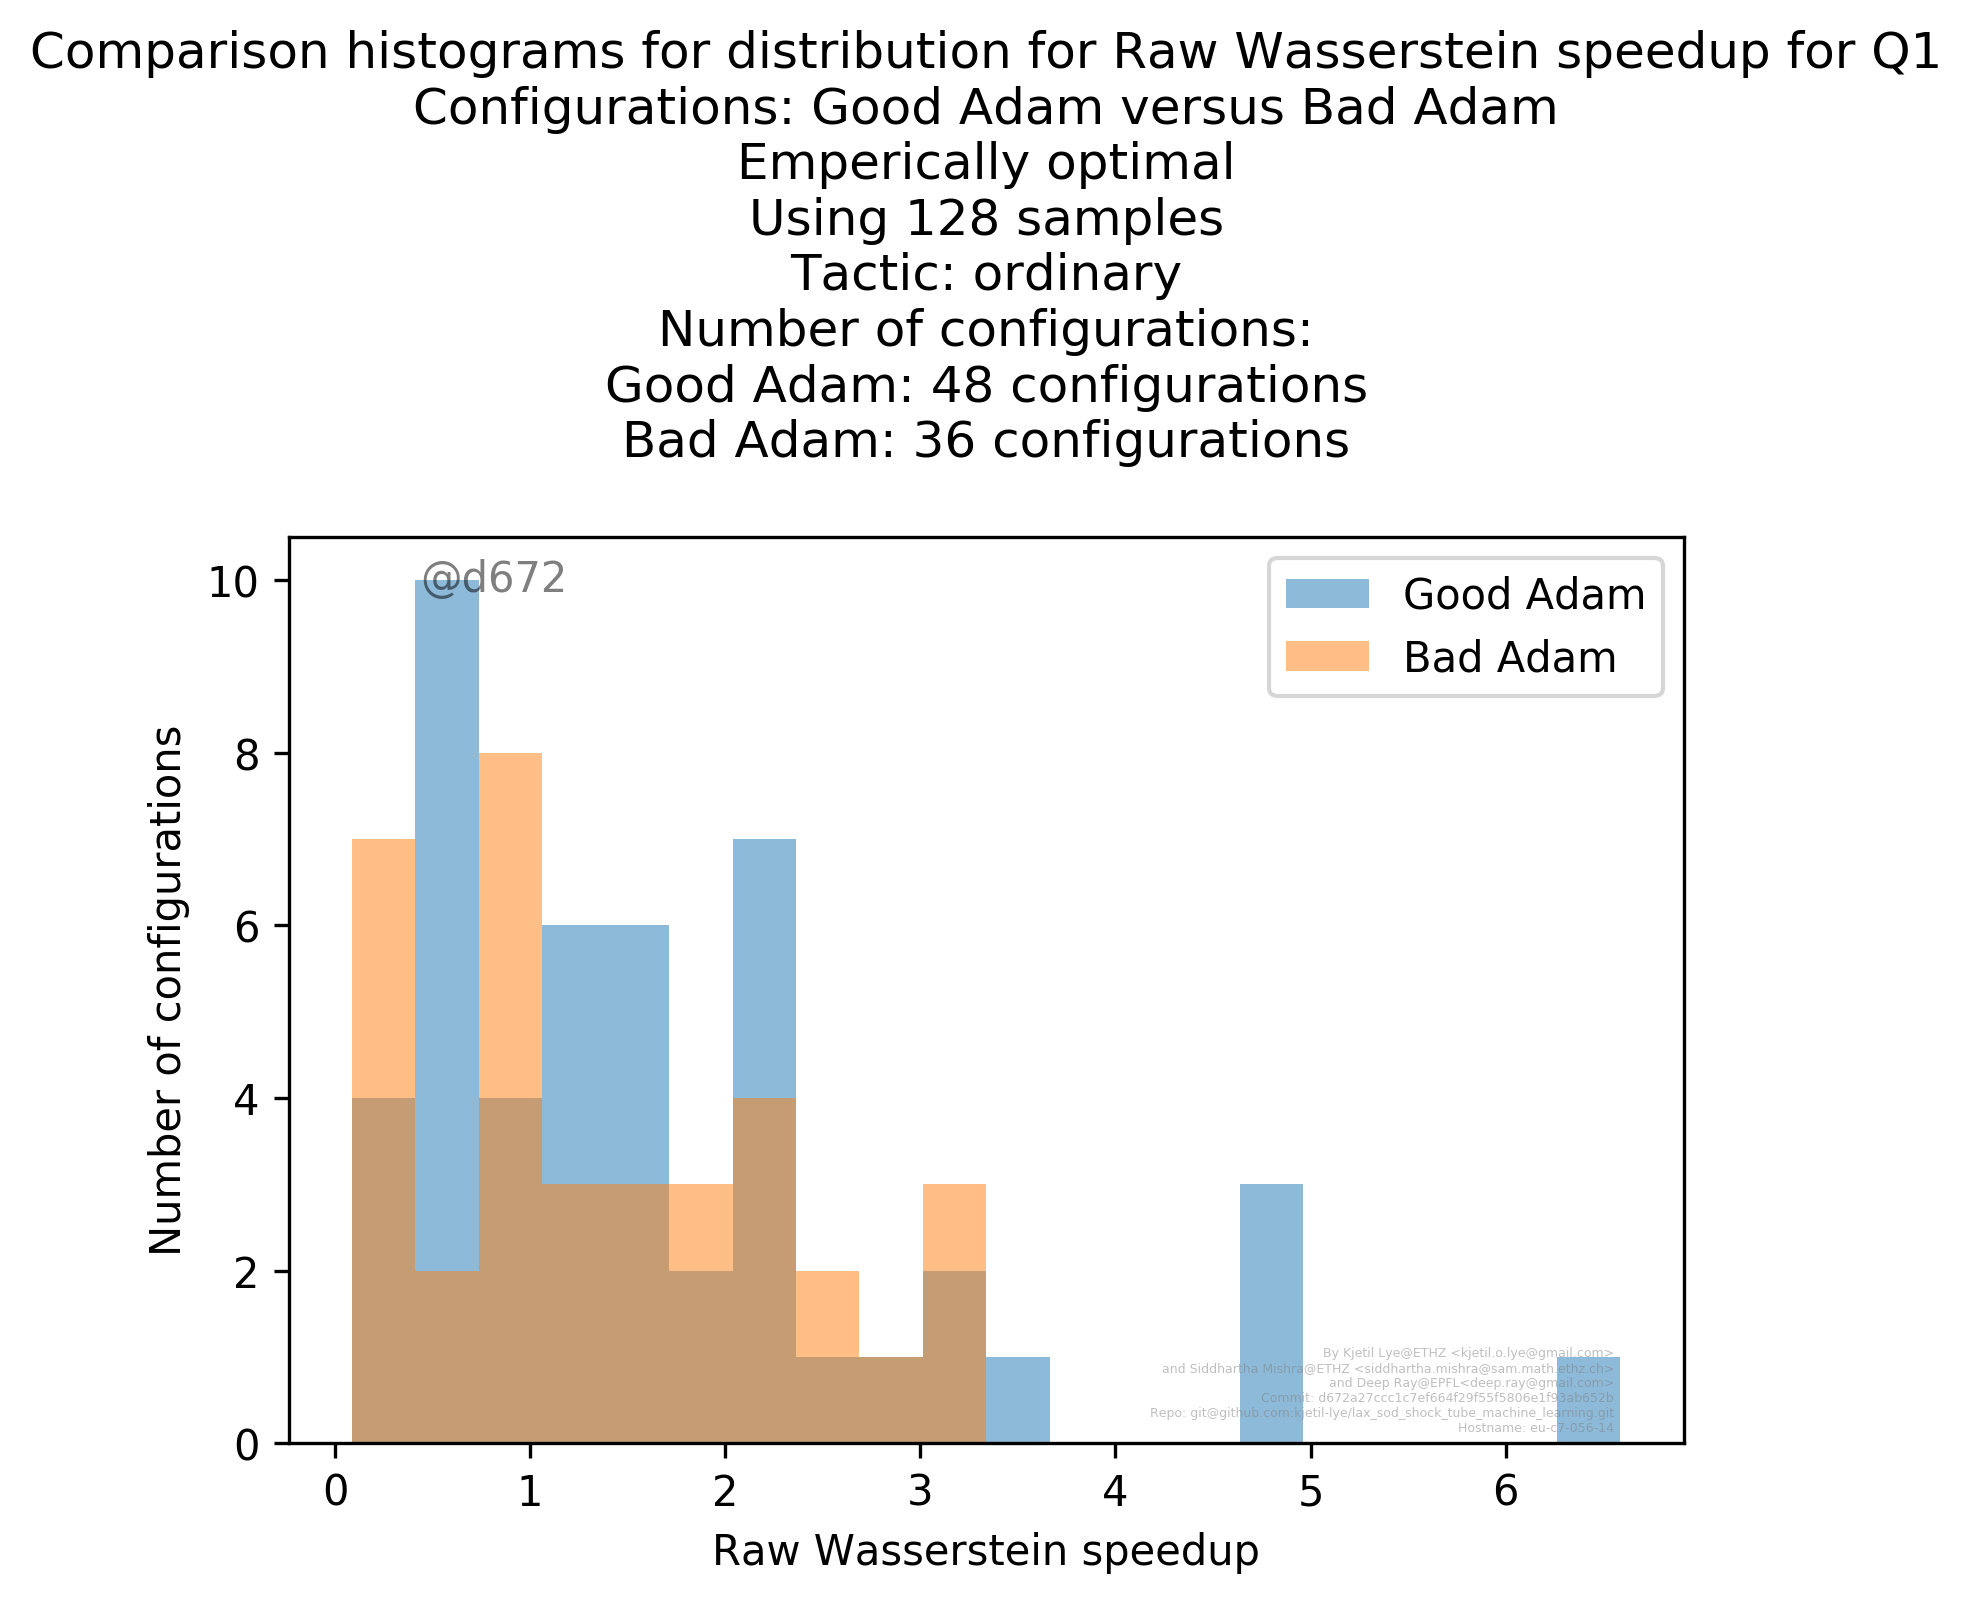 Comparison histograms for distribution for Raw Wasserstein speedup for Q1
Configurations: Good Adam versus Bad Adam
Emperically optimal
Using 128 samples
Tactic: ordinary
Number of configurations:
Good Adam: 48 configurations
Bad Adam: 36 configurations
@d672
Good Adam
Bad Adam
10
8
6
4
2
0
Number of configurations
By Kjetil Lye@ETHZ <kjetil.o.lye@gmail.com>
and Siddhartha Mishra@ETHZ <siddhartha.mishra@sam.math.ethz.ch>
and Deep Ray@EPFL<deep.ray@gmail.com>
Commit: d672a27ccc1c7ef664f29f55f5806e1f93ab652b
Repo: git@github.com:kjetil-lye/lax_sod_shock_tube_machine_learning.git
Hostname: eu-c7-056-14
0 1 2 3 4 5 6
Raw Wasserstein speedup